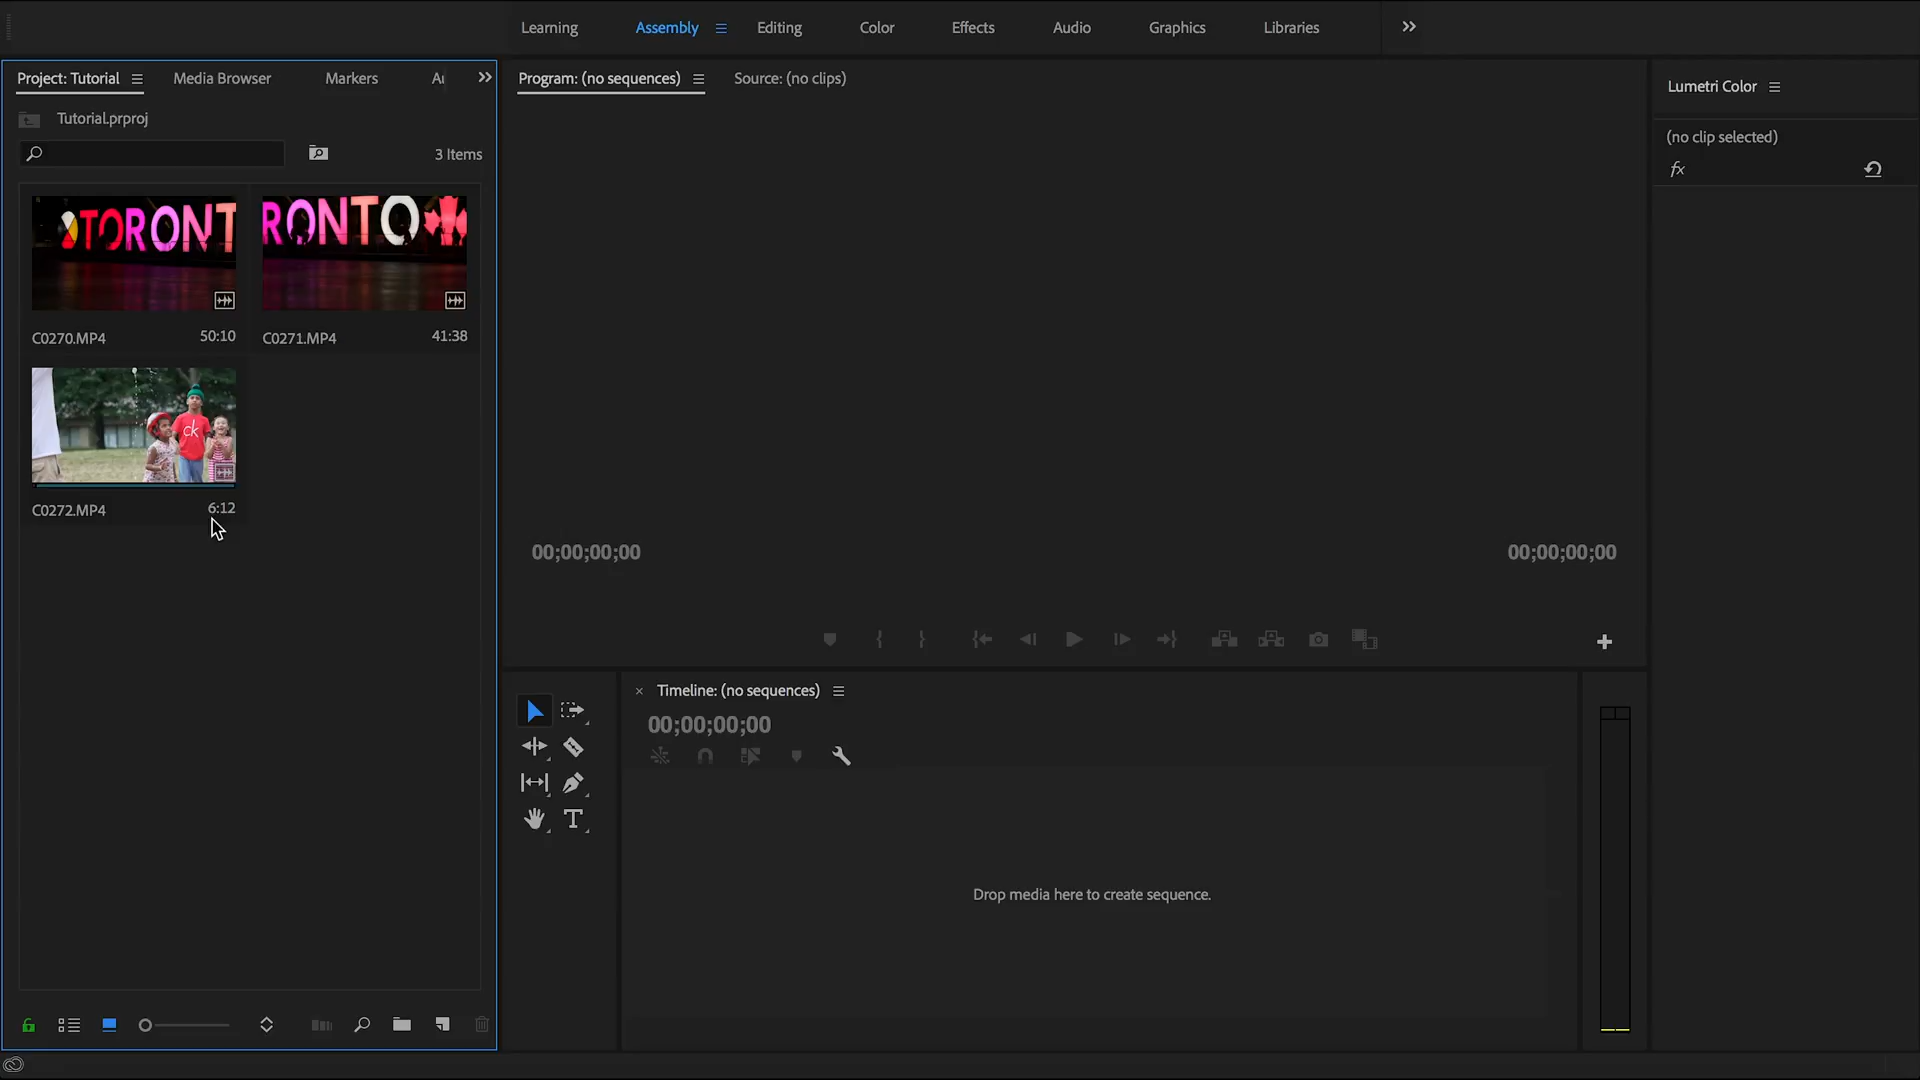 Learning Assembly Editing Color Effects Audio Graphics Libraries
Project: Tutorial Media Browser Markers
Program: (no sequences) Source: (no clips)
Lumetri Color
Tutorial.prproj
(no clip selected)
3 Items
fx
TORONT
RONTO
C0270.MP4 50:10
C0271.MP4 41:38
ck
C0272.MP4 6:12
00;00;00;00 00;00;00;00
Timeline: (no sequences)
00;00;00;00
T
Drop media here to create sequence.